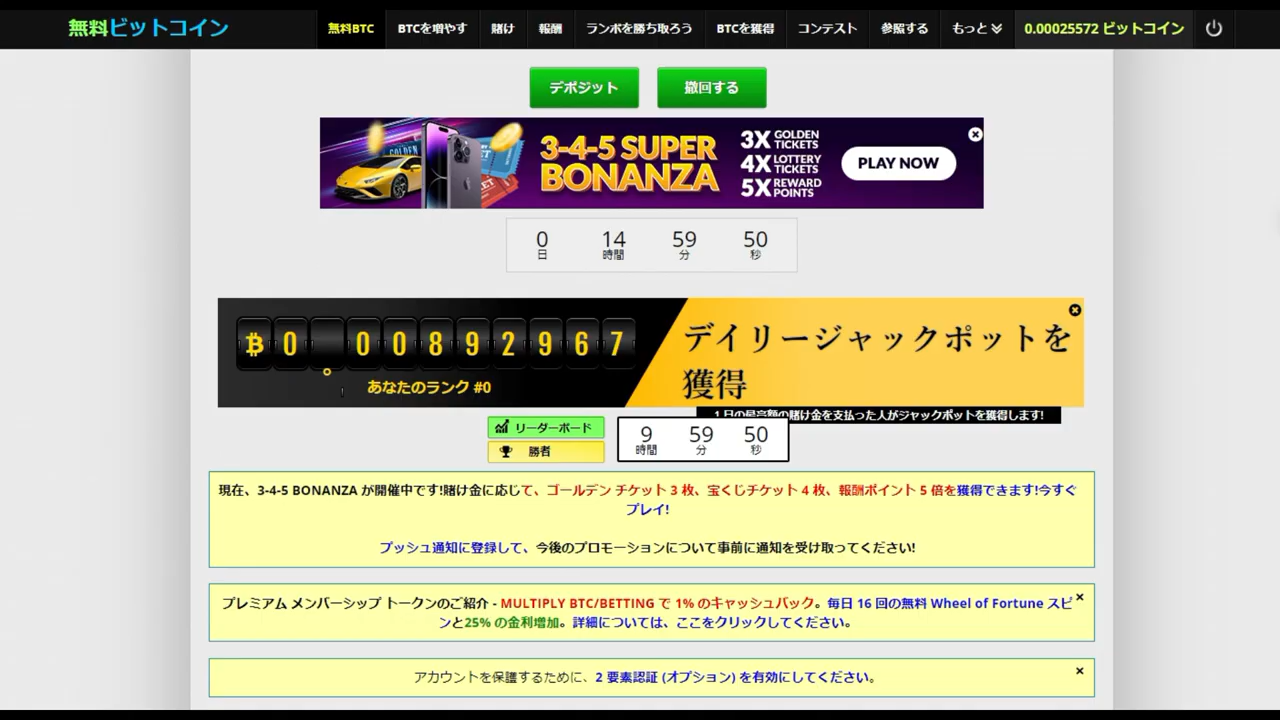 無料ビットコイン
無料BTC BTCを増やす 賭け 報酬 ランボを勝ち取ろう BTCを獲得 コンテスト 参照する もっと 0.00025572 ビットコイン
デポジット 撤回する
3-4-5 SUPER BONANZA
3X GOLDEN TICKETS
4X LOTTERY TICKETS
5X REWARD POINTS
PLAY NOW
0 14 59 50
日 時間 分 秒
₿ 0 . 0 0 8 9 2 9 6 7
あなたのランク #0
デイリージャックポットを
獲得
1 日の最高額の賭け金を支払った人がジャックポットを獲得します!
リーダーボード
勝者
9 59 50
時間 分 秒
現在、3-4-5 BONANZA が開催中です!賭け金に応じて、ゴールデン チケット 3 枚、宝くじチケット 4 枚、報酬ポイント 5 倍を獲得できます!今すぐ
プレイ!
プッシュ通知に登録して、今後のプロモーションについて事前に通知を受け取ってください!
プレミアム メンバーシップ トークンのご紹介 - MULTIPLY BTC/BETTING で 1% のキャッシュバック。毎日 16 回の無料 Wheel of Fortune スピ
ンと25% の金利増加。詳細については、ここをクリックしてください。
アカウントを保護するために、2 要素認証 (オプション) を有効にしてください。